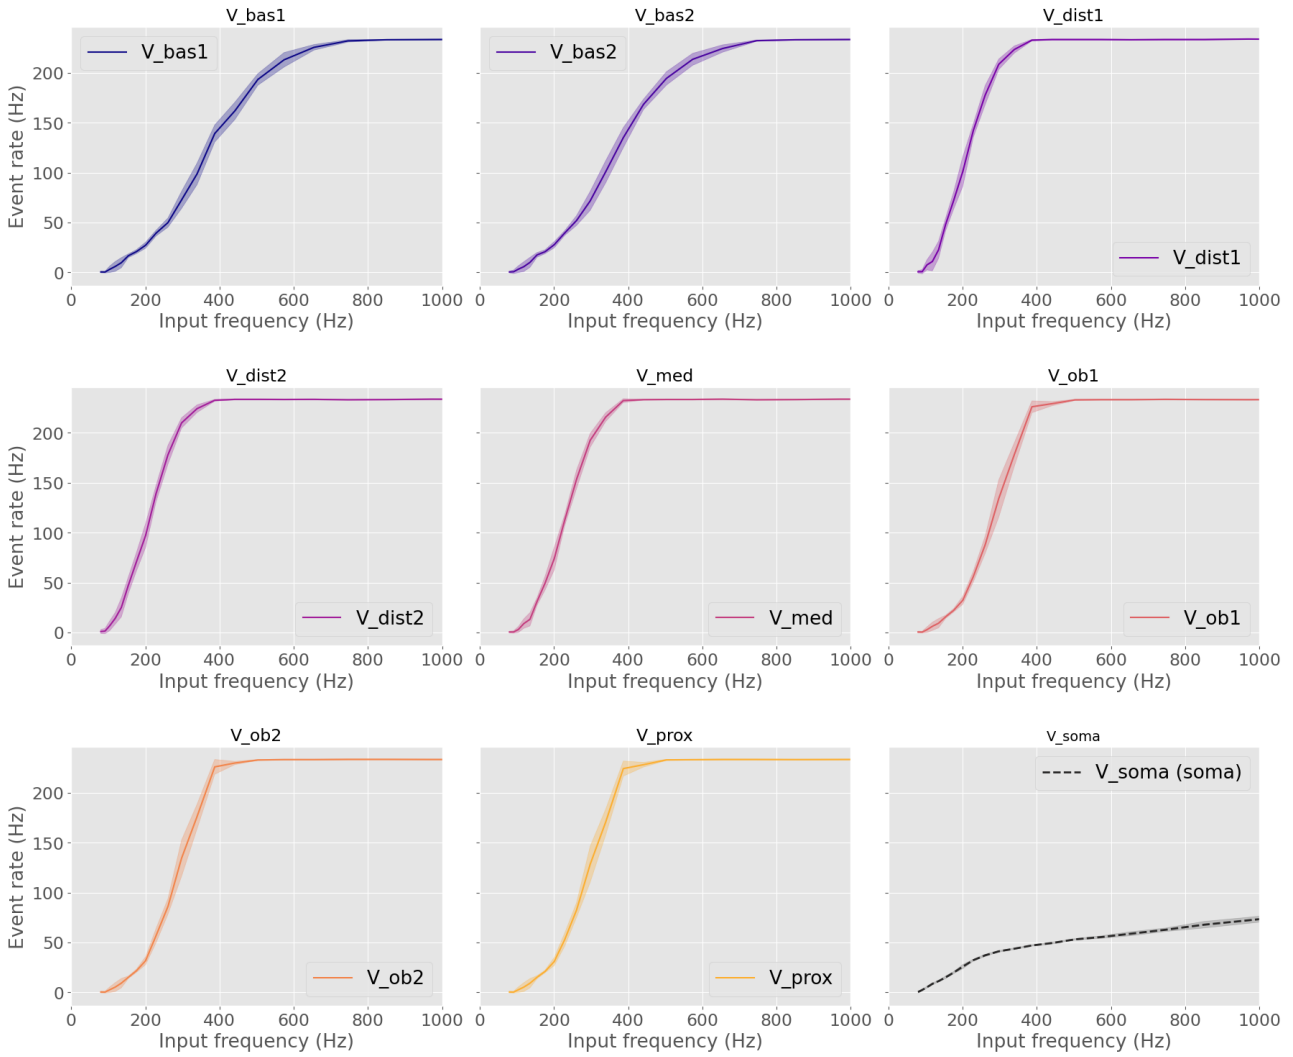 V_bas1
V_bas2
V_dist1
V_bas1
V_bas2
V_dist1
Event rate (Hz)
200
150
100
50
0
0 200 400 600 800 1000
0 200 400 600 800 1000
0 200 400 600 800 1000
Input frequency (Hz)
Input frequency (Hz)
Input frequency (Hz)
V_dist2
V_med
V_ob1
Event rate (Hz)
200
150
100
50
0
V_dist2
V_med
V_ob1
0 200 400 600 800 1000
0 200 400 600 800 1000
0 200 400 600 800 1000
Input frequency (Hz)
Input frequency (Hz)
Input frequency (Hz)
V_ob2
V_prox
V_soma
V_soma (soma)
Event rate (Hz)
200
150
100
50
0
V_ob2
V_prox
0 200 400 600 800 1000
0 200 400 600 800 1000
0 200 400 600 800 1000
Input frequency (Hz)
Input frequency (Hz)
Input frequency (Hz)